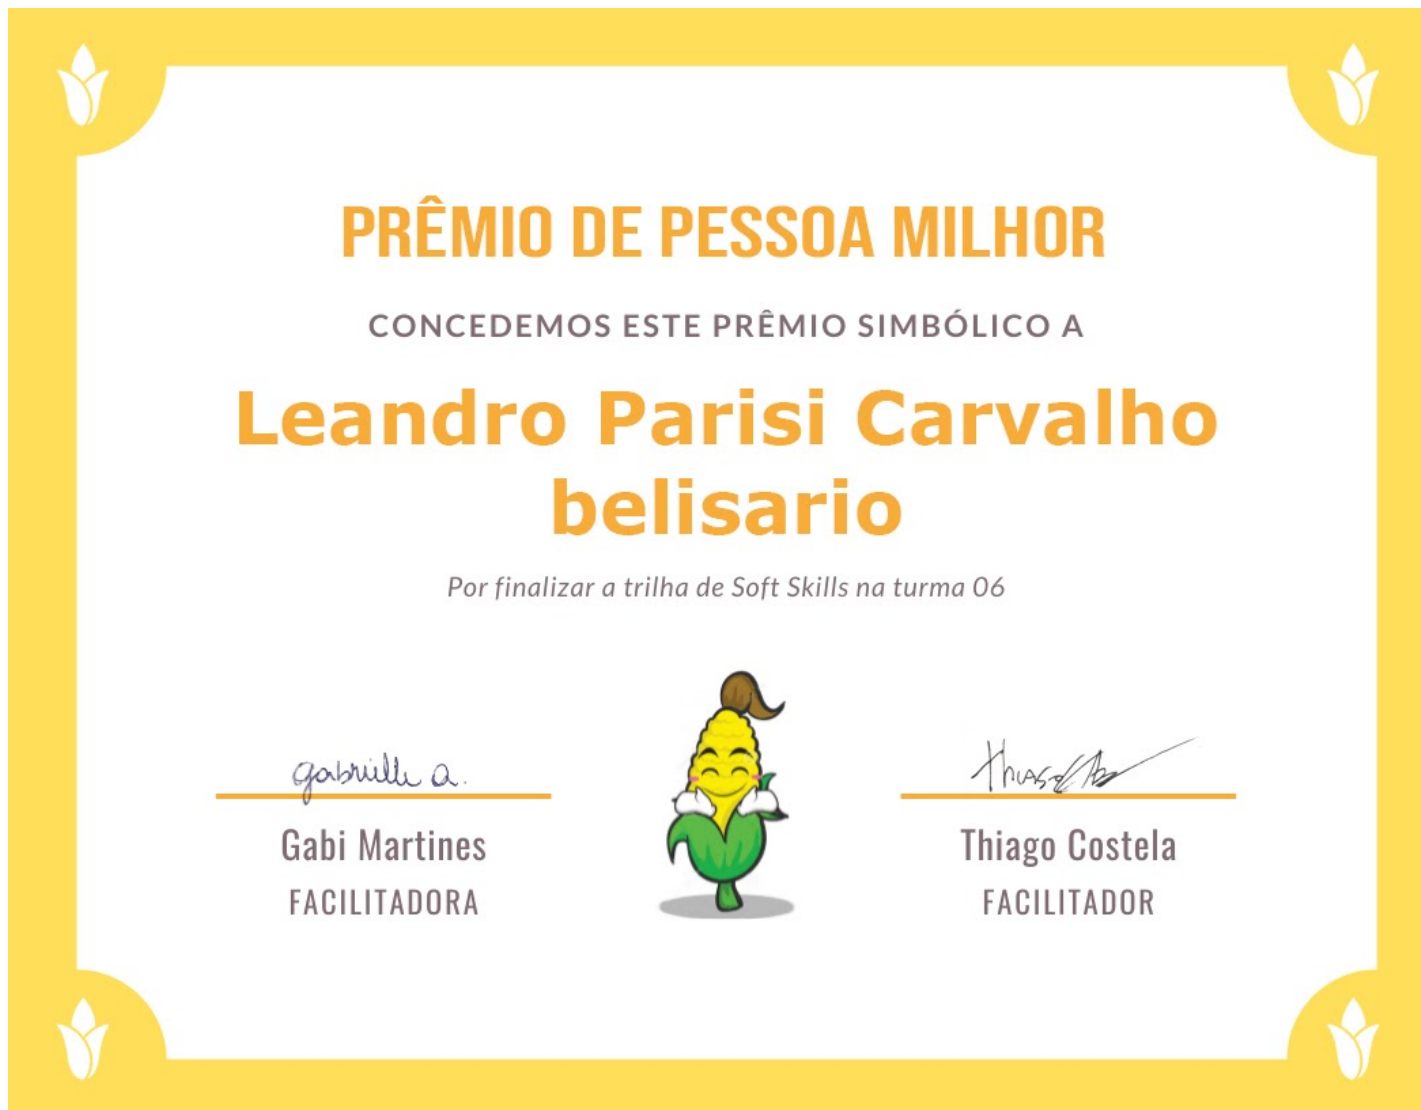 PRÊMIO DE PESSOA MILHOR
CONCEDEMOS ESTE PRÊMIO SIMBÓLICO A
Leandro Parisi Carvalho
belisario
Por finalizar a trilha de Soft Skills na turma 06
gabrielle a.
Gabi Martines
FACILITADORA
Thiago Costela
FACILITADOR